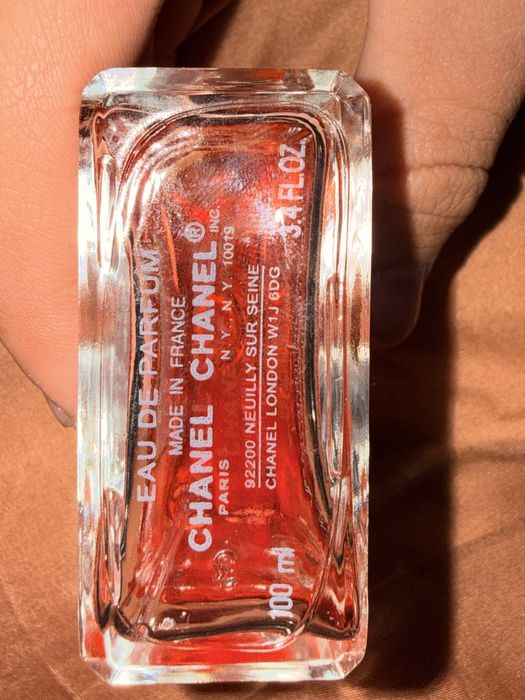 EAU DE PARFUM
MADE IN FRANCE
CHANEL CHANEL® INC.
PARIS N Y . N Y . 10019
92200 NEUILLY SUR SEINE
CHANEL LONDON W1J 6DG
100 ml 3.4 FL.OZ.